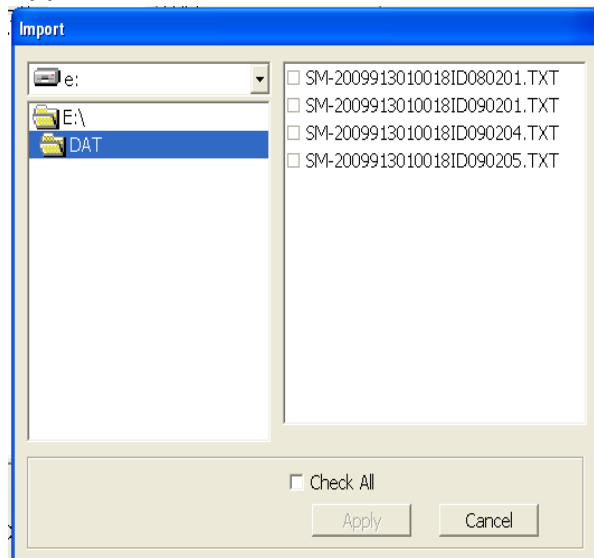 Import
e:
E:\
DAT
SM-2009913010018ID080201.TXT
SM-2009913010018ID090201.TXT
SM-2009913010018ID090204.TXT
SM-2009913010018ID090205.TXT
Check All
Apply
Cancel